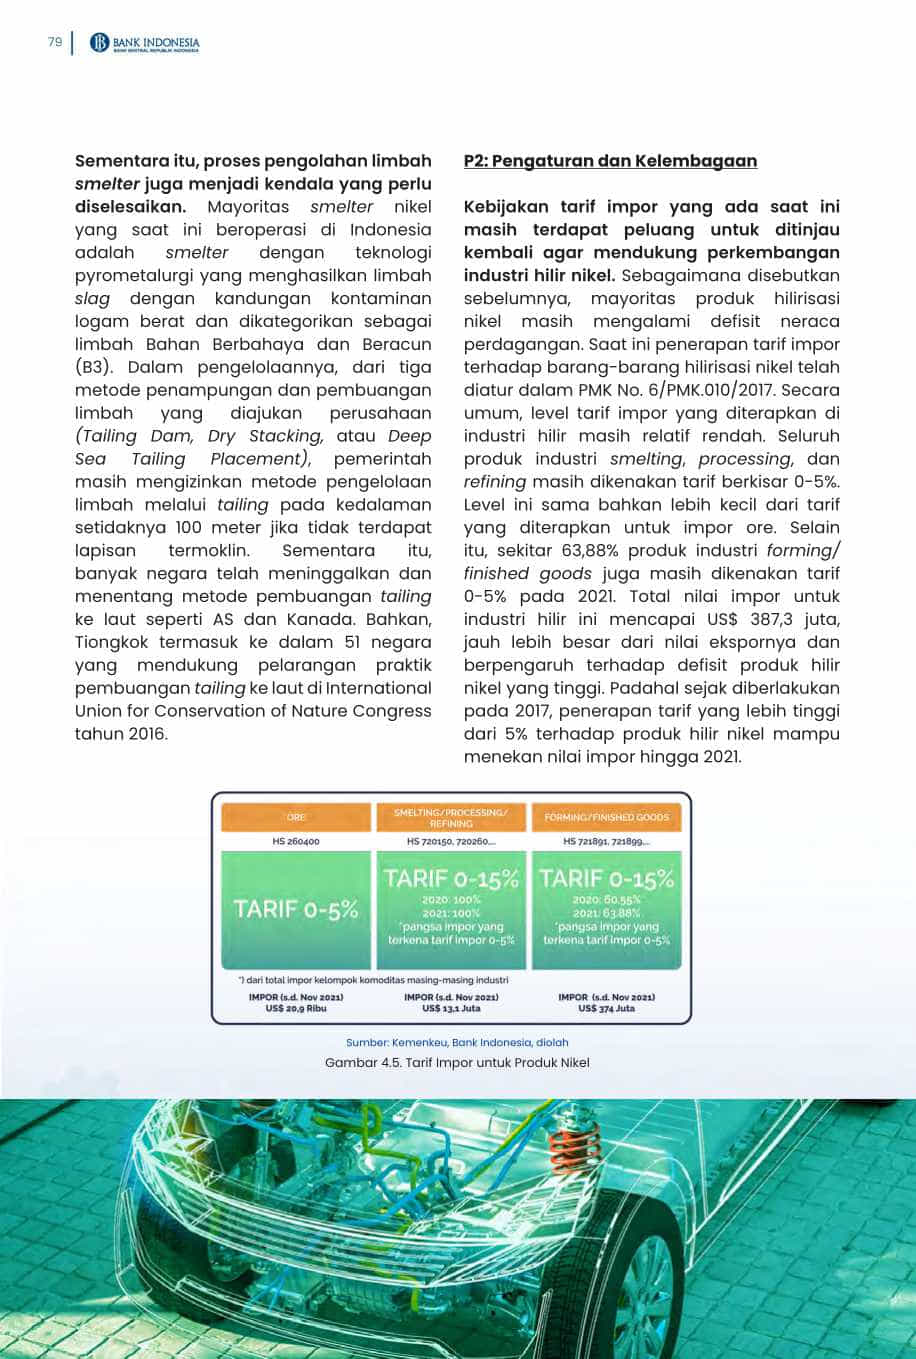 79
BANK INDONESIA
BANK SENTRAL REPUBLIK INDONESIA
Sementara itu, proses pengolahan limbah
smelter juga menjadi kendala yang perlu
diselesaikan. Mayoritas smelter nikel
yang saat ini beroperasi di Indonesia
adalah smelter dengan teknologi
pyrometalurgi yang menghasilkan limbah
slag dengan kandungan kontaminan
logam berat dan dikategorikan sebagai
limbah Bahan Berbahaya dan Beracun
(B3). Dalam pengelolaannya, dari tiga
metode penampungan dan pembuangan
limbah yang diajukan perusahaan
(Tailing Dam, Dry Stacking, atau Deep
Sea Tailing Placement), pemerintah
masih mengizinkan metode pengelolaan
limbah melalui tailing pada kedalaman
setidaknya 100 meter jika tidak terdapat
lapisan termoklin. Sementara itu,
banyak negara telah meninggalkan dan
menentang metode pembuangan tailing
ke laut seperti AS dan Kanada. Bahkan,
Tiongkok termasuk ke dalam 51 negara
yang mendukung pelarangan praktik
pembuangan tailing ke laut di International
Union for Conservation of Nature Congress
tahun 2016.
P2: Pengaturan dan Kelembagaan
Kebijakan tarif impor yang ada saat ini
masih terdapat peluang untuk ditinjau
kembali agar mendukung perkembangan
industri hilir nikel. Sebagaimana disebutkan
sebelumnya, mayoritas produk hilirisasi
nikel masih mengalami defisit neraca
perdagangan. Saat ini penerapan tarif impor
terhadap barang-barang hilirisasi nikel telah
diatur dalam PMK No. 6/PMK.010/2017. Secara
umum, level tarif impor yang diterapkan di
industri hilir masih relatif rendah. Seluruh
produk industri smelting, processing, dan
refining masih dikenakan tarif berkisar 0-5%.
Level ini sama bahkan lebih kecil dari tarif
yang diterapkan untuk impor ore. Selain
itu, sekitar 63,88% produk industri forming/
finished goods juga masih dikenakan tarif
0-5% pada 2021. Total nilai impor untuk
industri hilir ini mencapai US$ 387,3 juta,
jauh lebih besar dari nilai ekspornya dan
berpengaruh terhadap defisit produk hilir
nikel yang tinggi. Padahal sejak diberlakukan
pada 2017, penerapan tarif yang lebih tinggi
dari 5% terhadap produk hilir nikel mampu
menekan nilai impor hingga 2021.
ORE
HS 260400
TARIF 0-5%
SMELTING/PROCESSING/
REFINING
HS 720150, 720260,...
TARIF 0-15%
2020: 100%
2021: 100%
*pangsa impor yang
terkena tarif impor 0-5%
FORMING/FINISHED GOODS
HS 721891, 721899,...
TARIF 0-15%
2020: 60.55%
2021: 63.88%
*pangsa impor yang
terkena tarif impor 0-5%
*) dari total impor kelompok komoditas masing-masing industri
IMPOR (s.d. Nov 2021)
US$ 20,9 Ribu
IMPOR (s.d. Nov 2021)
US$ 13,1 Juta
IMPOR (s.d. Nov 2021)
US$ 374 Juta
Sumber: Kemenkeu, Bank Indonesia, diolah
Gambar 4.5. Tarif Impor untuk Produk Nikel